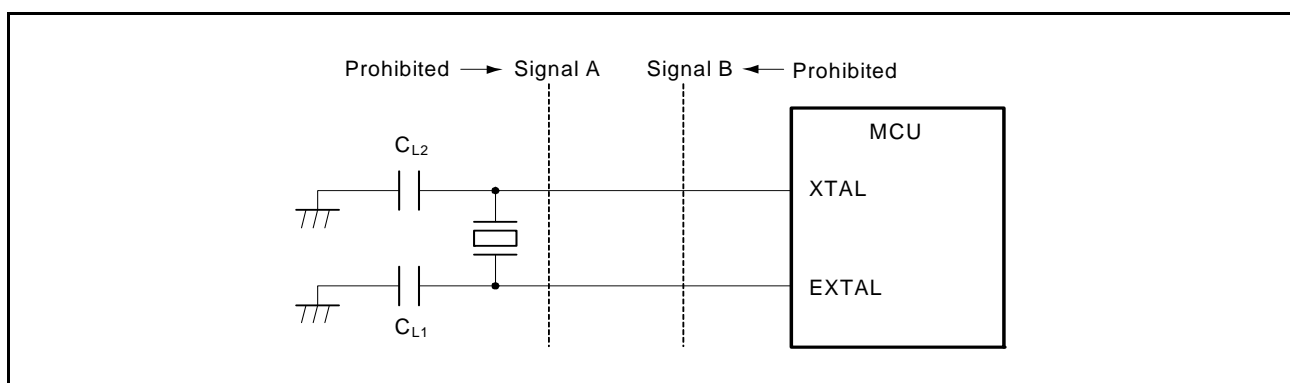 Prohibited Signal A Signal B Prohibited
MCU
CL2
XTAL
EXTAL
CL1